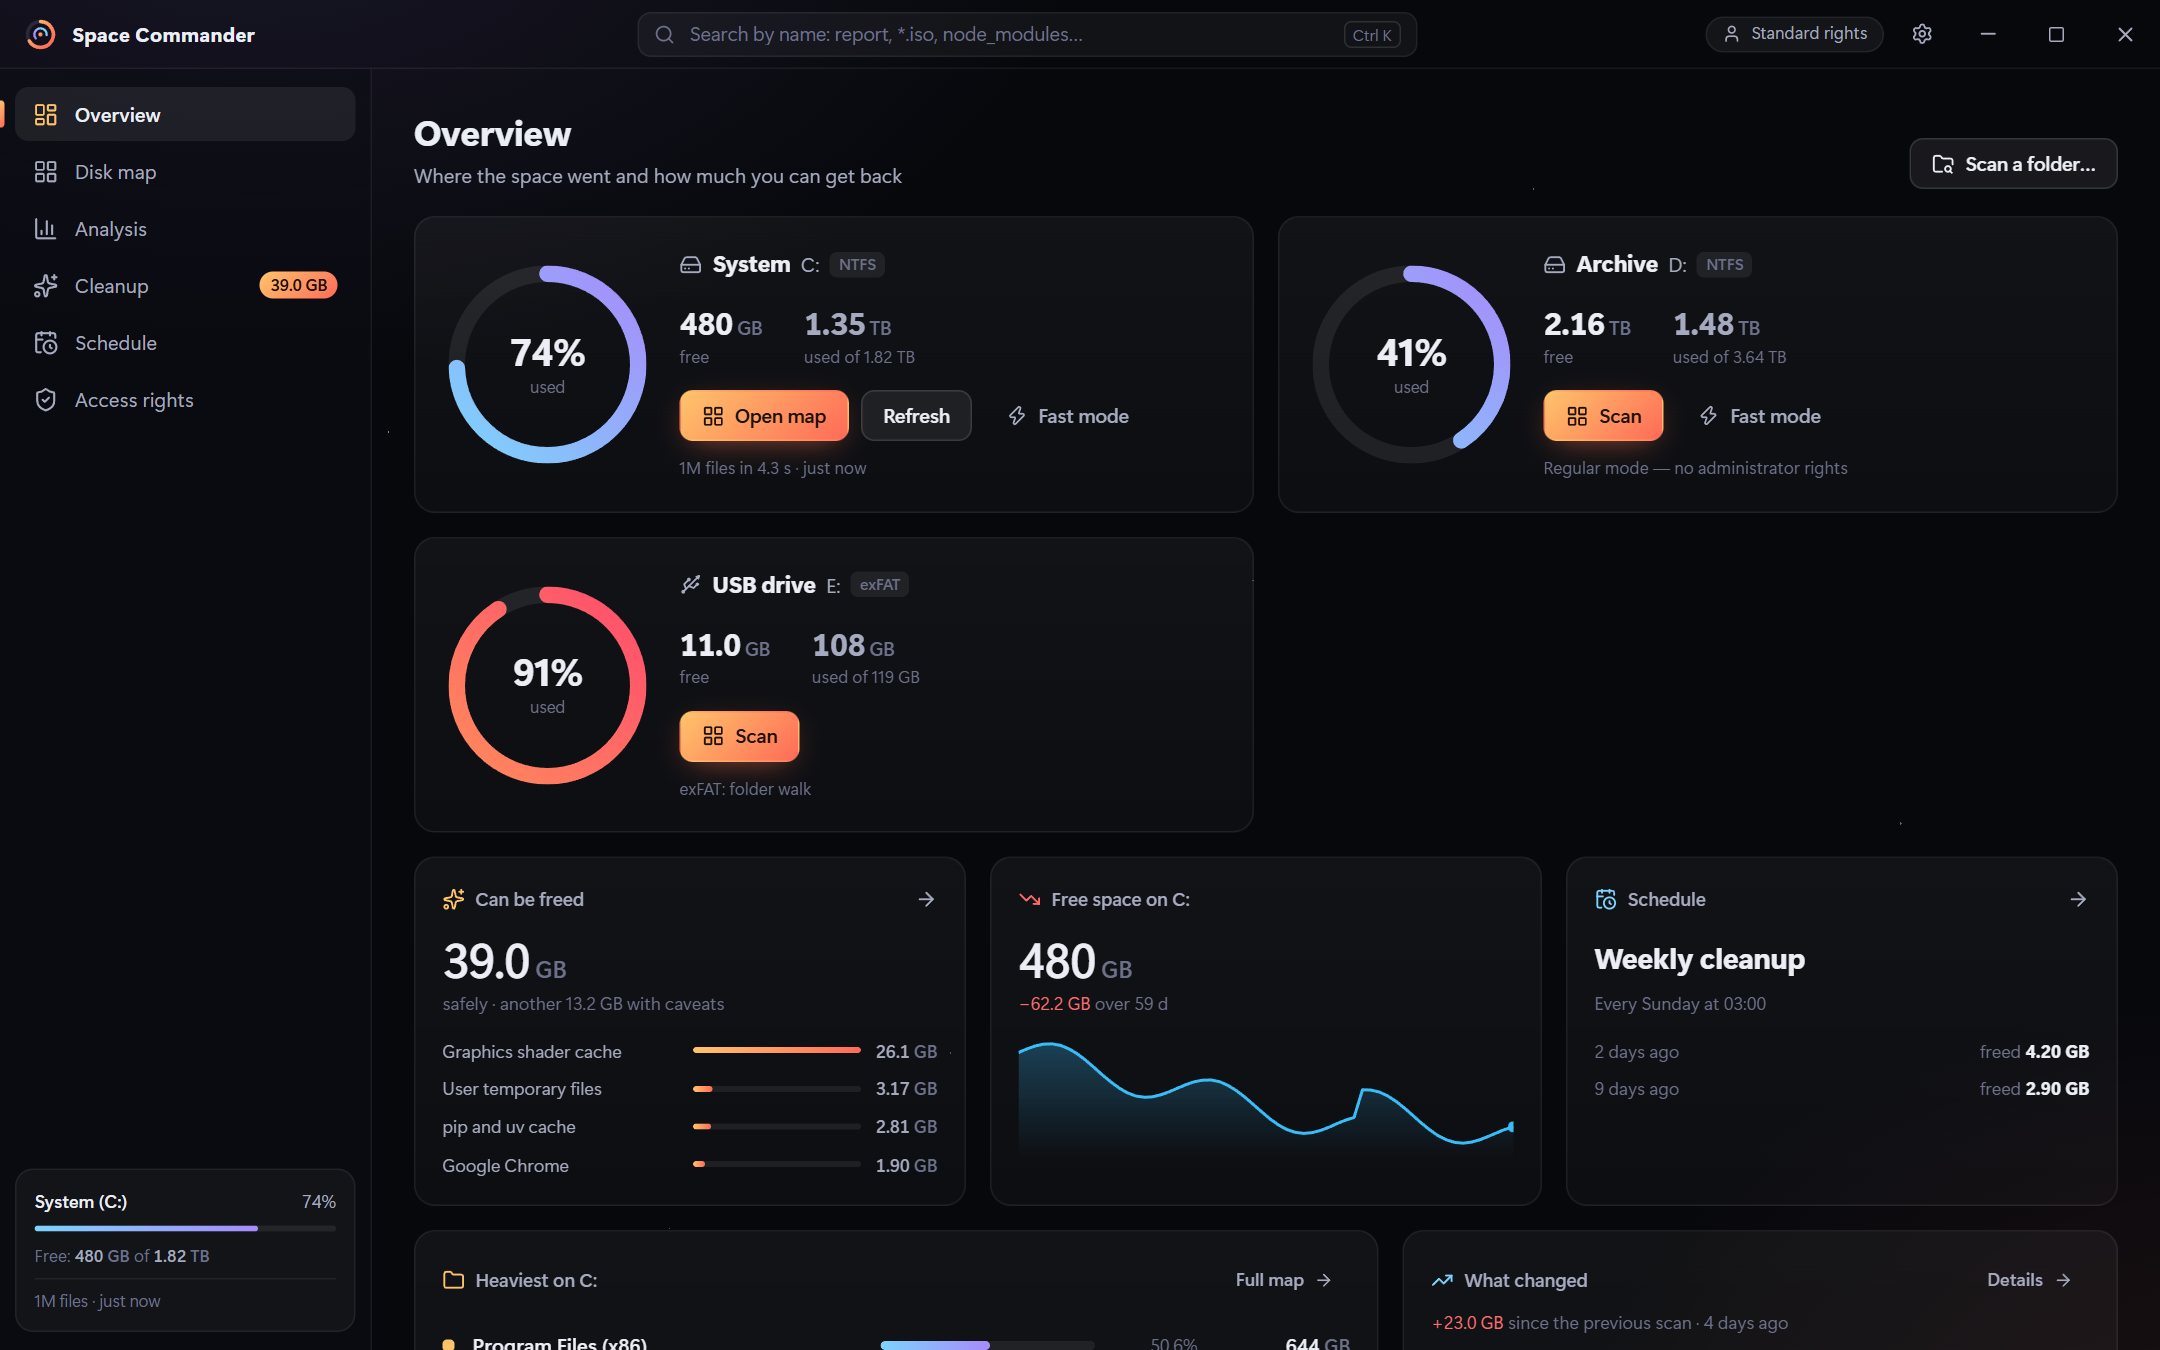 Space Commander
Search by name: report, *.iso, node_modules...
Ctrl K
Standard rights
Overview
Disk map
Analysis
Cleanup
39.0 GB
Schedule
Access rights
System (C:)
74%
Free: 480 GB of 1.82 TB
1M files · just now
Overview
Where the space went and how much you can get back
Scan a folder...
74%
used
System C: NTFS
480 GB
free
1.35 TB
used of 1.82 TB
Open map
Refresh
Fast mode
1M files in 4.3 s · just now
41%
used
Archive D: NTFS
2.16 TB
free
1.48 TB
used of 3.64 TB
Scan
Fast mode
Regular mode — no administrator rights
91%
used
USB drive E: exFAT
11.0 GB
free
108 GB
used of 119 GB
Scan
exFAT: folder walk
Can be freed
39.0 GB
safely · another 13.2 GB with caveats
Graphics shader cache 26.1 GB
User temporary files 3.17 GB
pip and uv cache 2.81 GB
Google Chrome 1.90 GB
Free space on C:
480 GB
−62.2 GB over 59 d
Schedule
Weekly cleanup
Every Sunday at 03:00
2 days ago freed 4.20 GB
9 days ago freed 2.90 GB
Heaviest on C:
Full map
Program Files (x86) 50.6% 644 GB
What changed
Details
+23.0 GB since the previous scan · 4 days ago